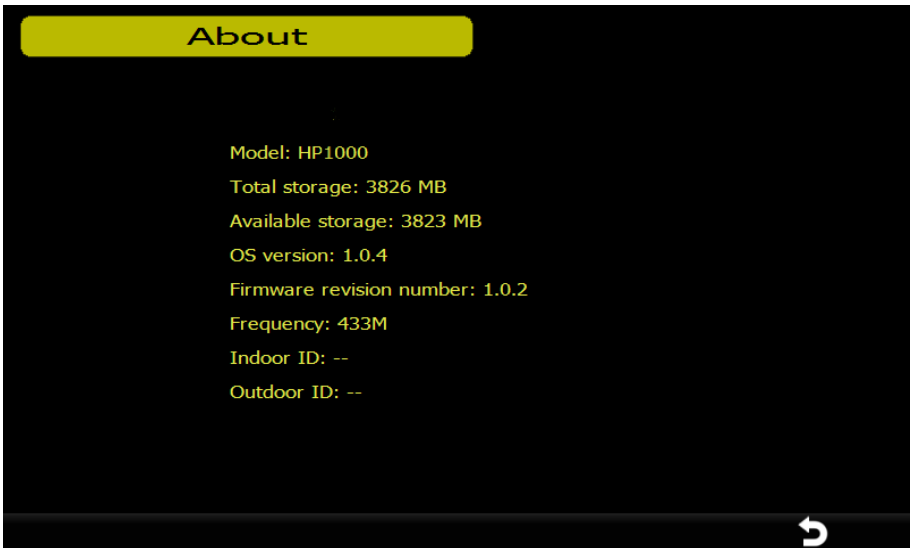 About
Model: HP1000
Total storage: 3826 MB
Available storage: 3823 MB
OS version: 1.0.4
Firmware revision number: 1.0.2
Frequency: 433M
Indoor ID: --
Outdoor ID: --